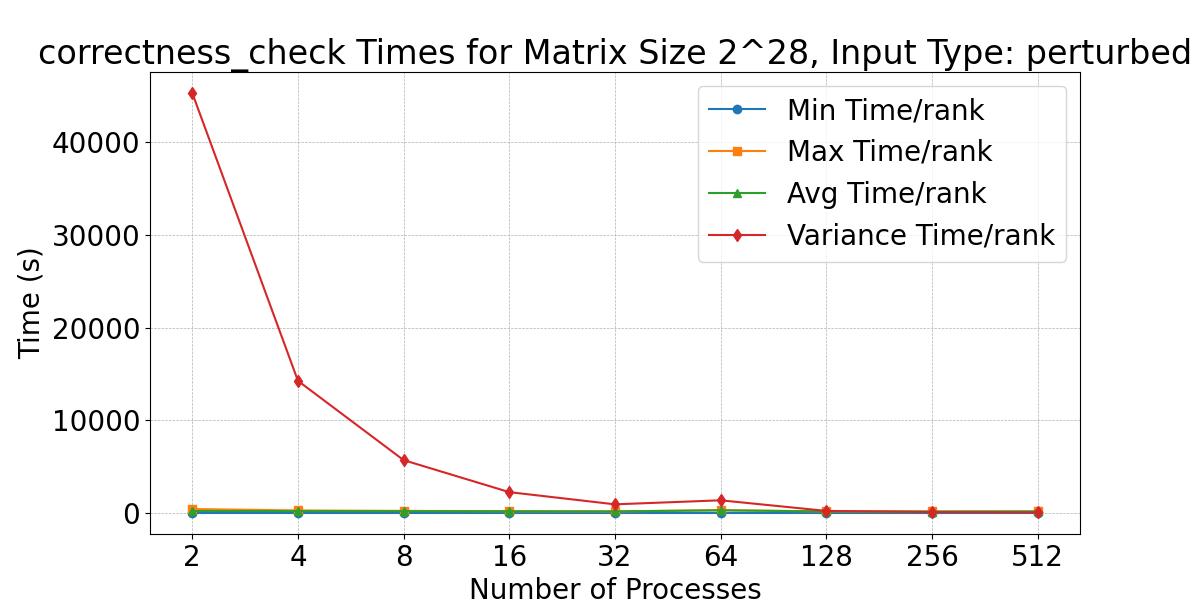 correctness_check Times for Matrix Size 2^28, Input Type: perturbed
Min Time/rank
Max Time/rank
Avg Time/rank
Variance Time/rank
Time (s)
40000
30000
20000
10000
0
2 4 8 16 32 64 128 256 512
Number of Processes